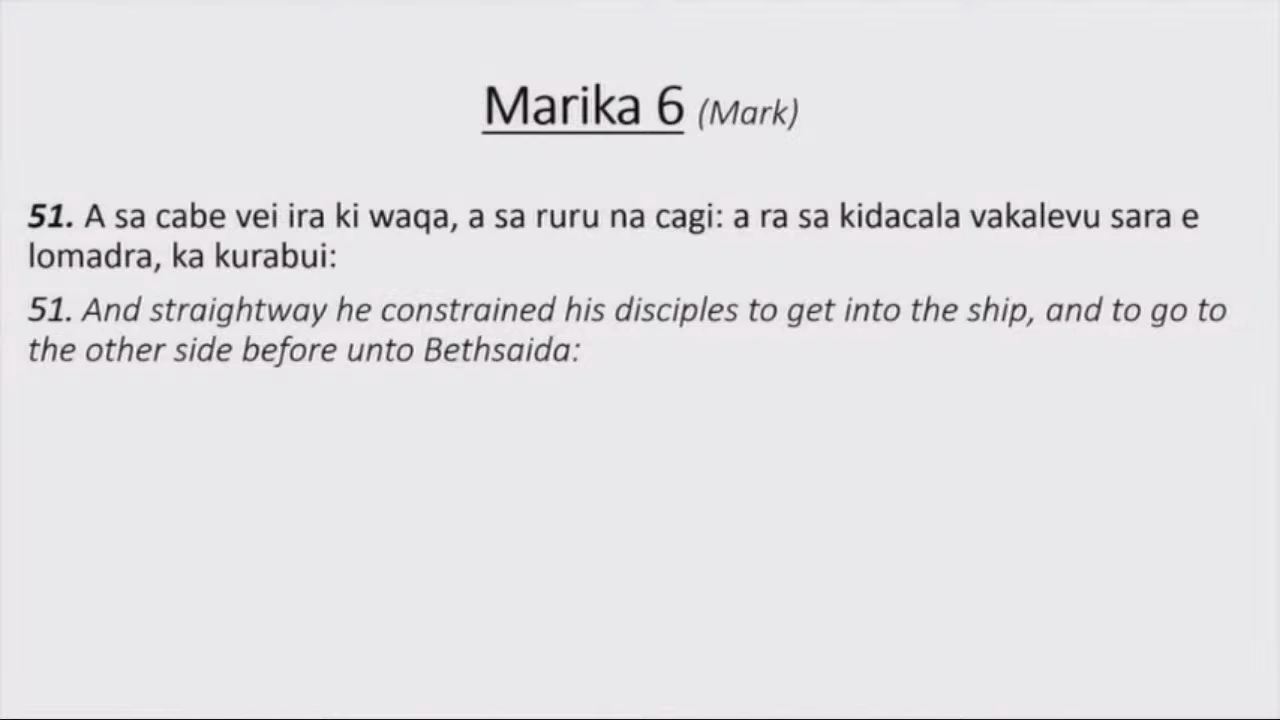 Marika 6 (Mark)
51. A sa cabe vei ira ki waqa, a sa ruru na cagi: a ra sa kidacala vakalevu sara e
lomadra, ka kurabui:
51. And straightway he constrained his disciples to get into the ship, and to go to
the other side before unto Bethsaida: